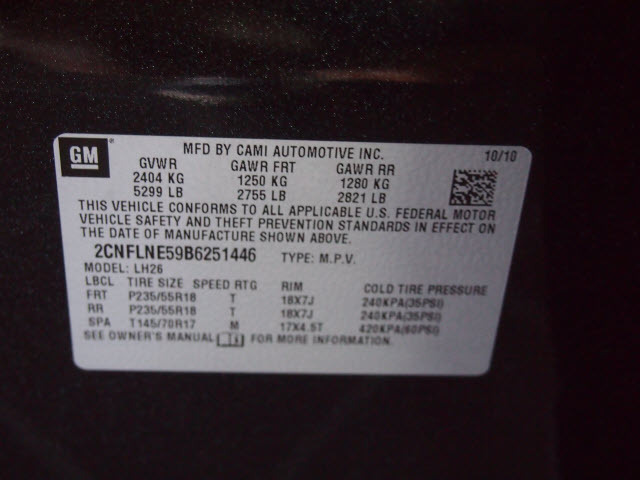 GM
MFD BY CAMI AUTOMOTIVE INC. 10/10
GVWR GAWR FRT GAWR RR
2404 KG 1250 KG 1280 KG
5299 LB 2755 LB 2821 LB
THIS VEHICLE CONFORMS TO ALL APPLICABLE U.S. FEDERAL MOTOR
VEHICLE SAFETY AND THEFT PREVENTION STANDARDS IN EFFECT ON
THE DATE OF MANUFACTURE SHOWN ABOVE.
2CNFLNE59B6251446 TYPE: M.P.V.
MODEL: LH26
LBCL TIRE SIZE SPEED RTG RIM COLD TIRE PRESSURE
FRT P235/55R18 T 18X7J 240KPA(35PSI)
RR P235/55R18 T 18X7J 240KPA(35PSI)
SPA T145/70R17 M 17X4.5T 420KPA(60PSI)
SEE OWNER'S MANUAL FOR MORE INFORMATION.